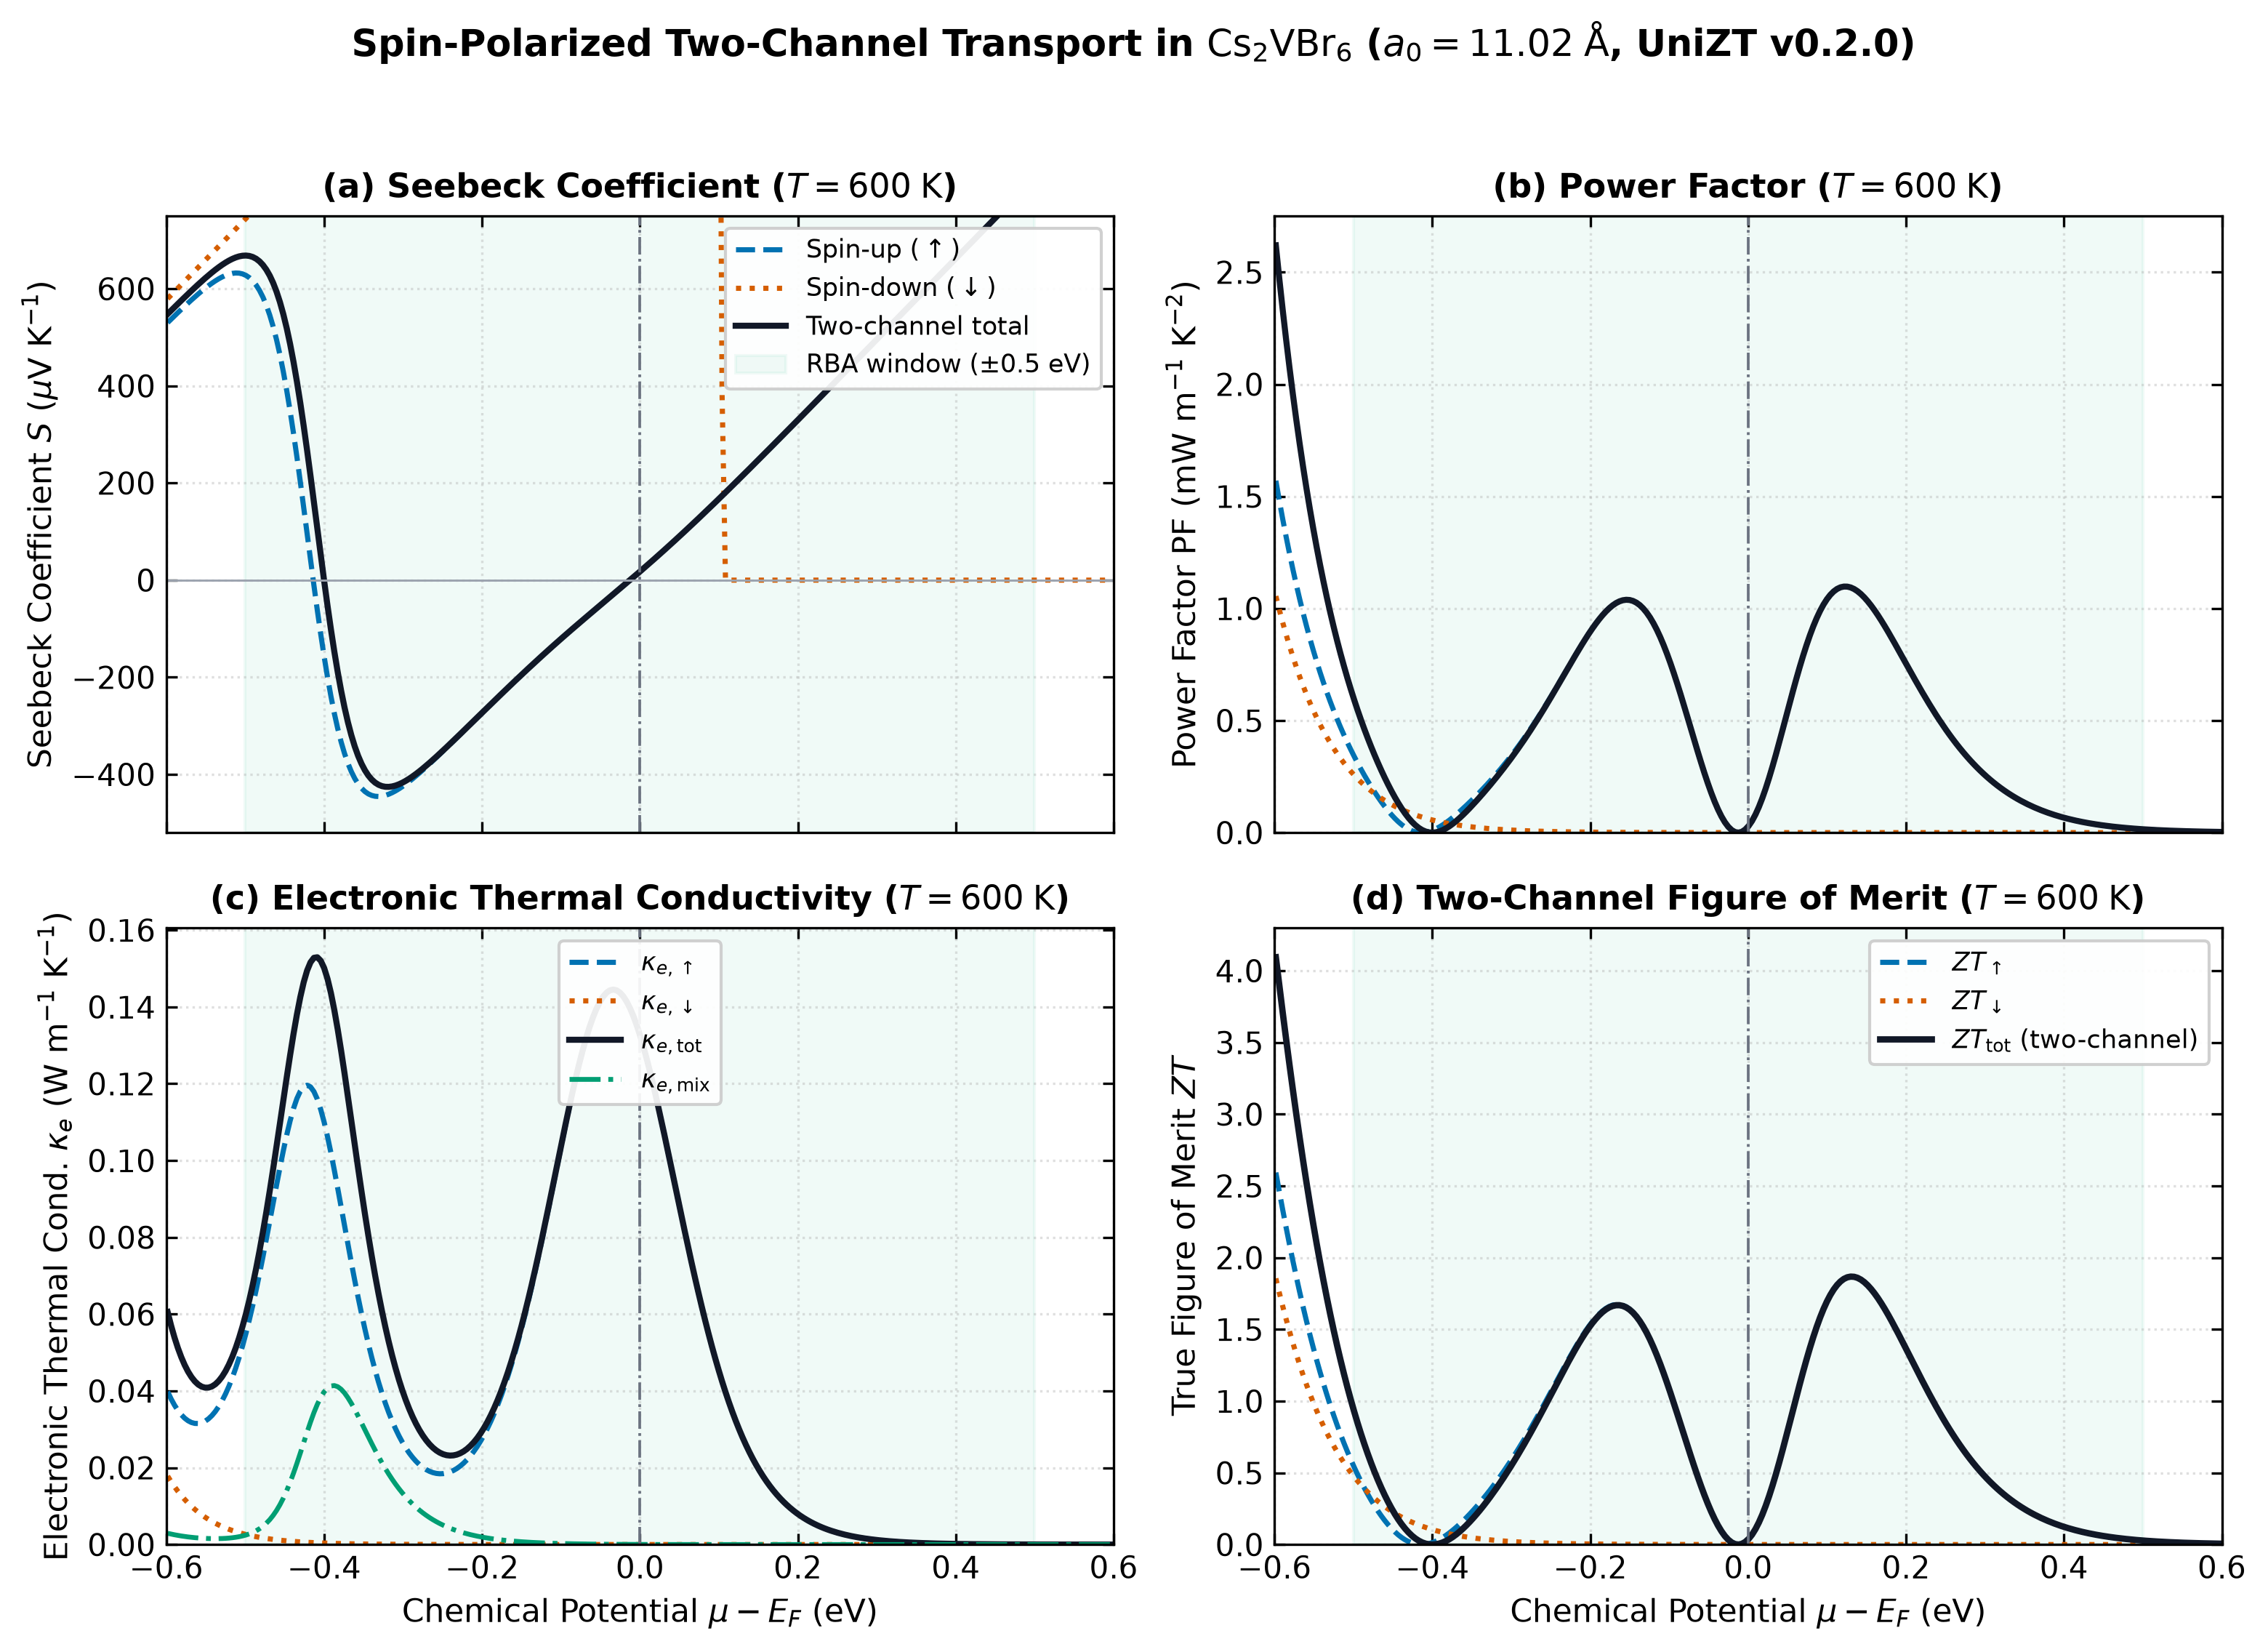 Spin-Polarized Two-Channel Transport in Cs₂VBr₆ (a₀ = 11.02 Å, UniZT v0.2.0)
(a) Seebeck Coefficient (T = 600 K)
Seebeck Coefficient S (μV K⁻¹)
600
400
200
0
−200
−400
Spin-up (↑)
Spin-down (↓)
Two-channel total
RBA window (±0.5 eV)
(b) Power Factor (T = 600 K)
Power Factor PF (mW m⁻¹ K⁻²)
2.5
2.0
1.5
1.0
0.5
0.0
(c) Electronic Thermal Conductivity (T = 600 K)
Electronic Thermal Cond. κₑ (W m⁻¹ K⁻¹)
0.16
0.14
0.12
0.10
0.08
0.06
0.04
0.02
0.00
κe,↑
κe,↓
κe,tot
κe,mix
−0.6 −0.4 −0.2 0.0 0.2 0.4 0.6
Chemical Potential μ − E_F (eV)
(d) Two-Channel Figure of Merit (T = 600 K)
True Figure of Merit ZT
4.0
3.5
3.0
2.5
2.0
1.5
1.0
0.5
0.0
ZT↑
ZT↓
ZTtot (two-channel)
−0.6 −0.4 −0.2 0.0 0.2 0.4 0.6
Chemical Potential μ − E_F (eV)